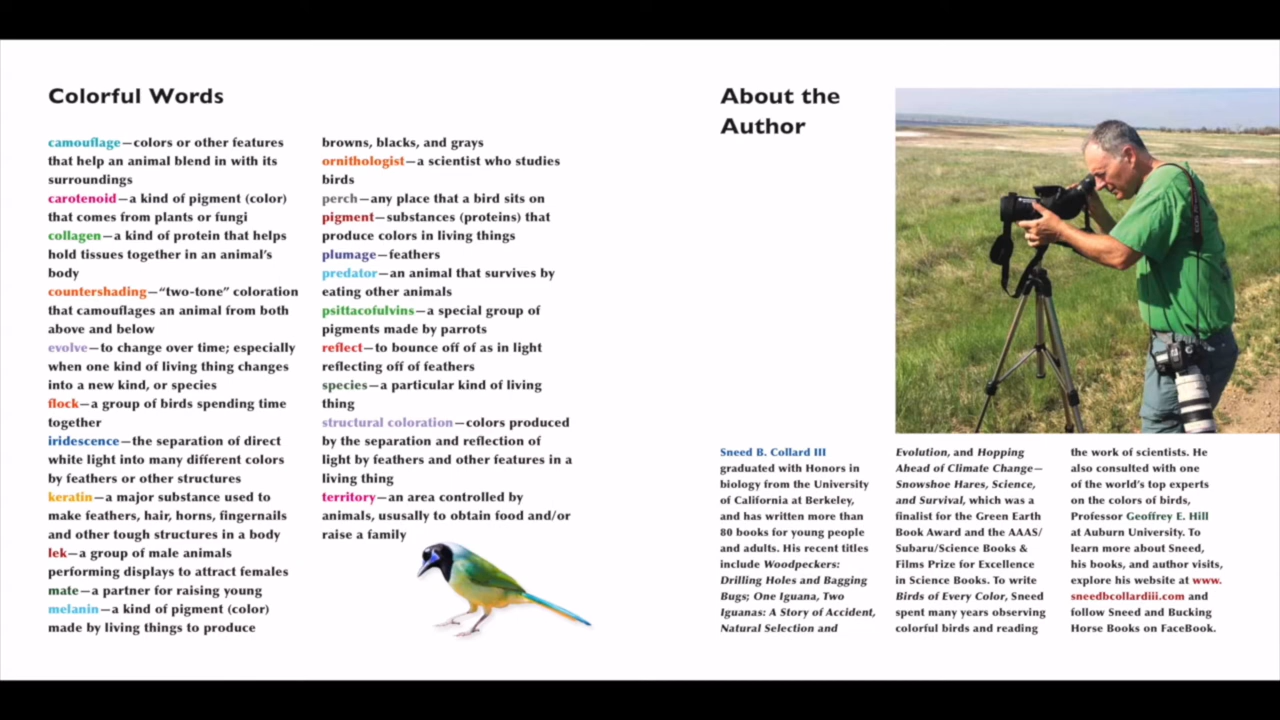 Colorful Words
camouflage—colors or other features
that help an animal blend in with its
surroundings
carotenoid—a kind of pigment (color)
that comes from plants or fungi
collagen—a kind of protein that helps
hold tissues together in an animal's
body
countershading—“two-tone” coloration
that camouflages an animal from both
above and below
evolve—to change over time; especially
when one kind of living thing changes
into a new kind, or species
flock—a group of birds spending time
together
iridescence—the separation of direct
white light into many different colors
by feathers or other structures
keratin—a major substance used to
make feathers, hair, horns, fingernails
and other tough structures in a body
lek—a group of male animals
performing displays to attract females
mate—a partner for raising young
melanin—a kind of pigment (color)
made by living things to produce
browns, blacks, and grays
ornithologist—a scientist who studies
birds
perch—any place that a bird sits on
pigment—substances (proteins) that
produce colors in living things
plumage—feathers
predator—an animal that survives by
eating other animals
psittacofulvins—a special group of
pigments made by parrots
reflect—to bounce off of as in light
reflecting off of feathers
species—a particular kind of living
thing
structural coloration—colors produced
by the separation and reflection of
light by feathers and other features in a
living thing
territory—an area controlled by
animals, ususally to obtain food and/or
raise a family
About the
Author
Sneed B. Collard III
graduated with Honors in
biology from the University
of California at Berkeley,
and has written more than
80 books for young people
and adults. His recent titles
include Woodpeckers:
Drilling Holes and Bagging
Bugs; One Iguana, Two
Iguanas: A Story of Accident,
Natural Selection and
Evolution, and Hopping
Ahead of Climate Change—
Snowshoe Hares, Science,
and Survival, which was a
finalist for the Green Earth
Book Award and the AAAS/
Subaru/Science Books &
Films Prize for Excellence
in Science Books. To write
Birds of Every Color, Sneed
spent many years observing
colorful birds and reading
the work of scientists. He
also consulted with one
of the world's top experts
on the colors of birds,
Professor Geoffrey E. Hill
at Auburn University. To
learn more about Sneed,
his books, and author visits,
explore his website at www.
sneedbcollardiii.com and
follow Sneed and Bucking
Horse Books on FaceBook.